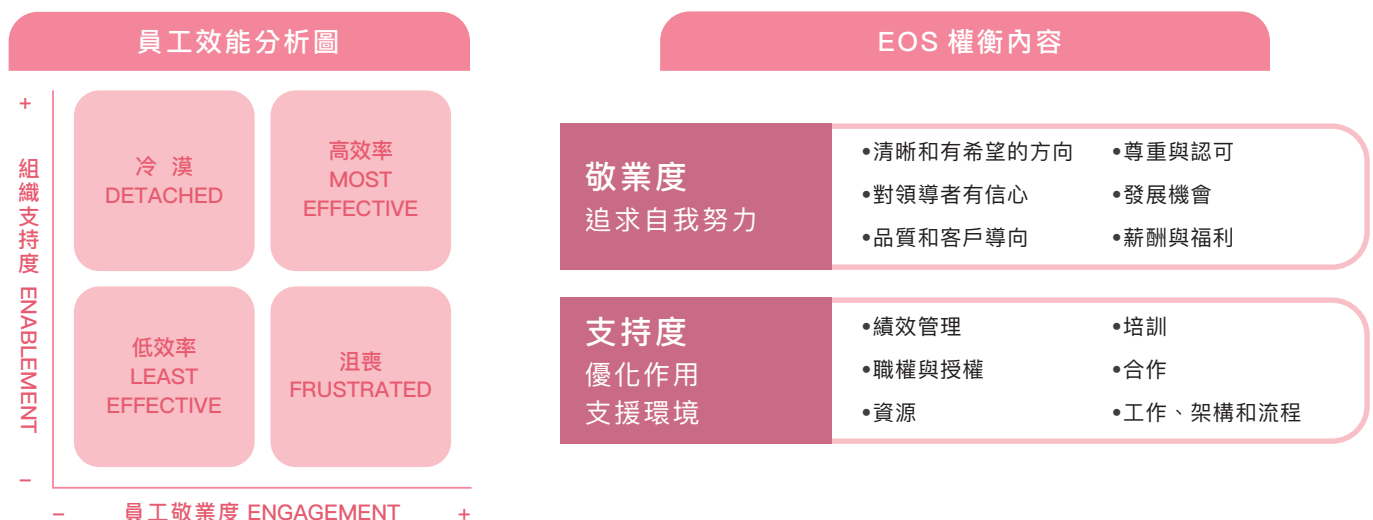 員工效能分析圖
+
組織支持度 ENABLEMENT
–
冷 漠
DETACHED
高效率
MOST
EFFECTIVE
低效率
LEAST
EFFECTIVE
沮喪
FRUSTRATED
– 員工敬業度 ENGAGEMENT +
EOS 權衡內容
敬業度
追求自我努力
•清晰和有希望的方向 •尊重與認可
•對領導者有信心 •發展機會
•品質和客戶導向 •薪酬與福利
支持度
優化作用
支援環境
•績效管理 •培訓
•職權與授權 •合作
•資源 •工作、架構和流程